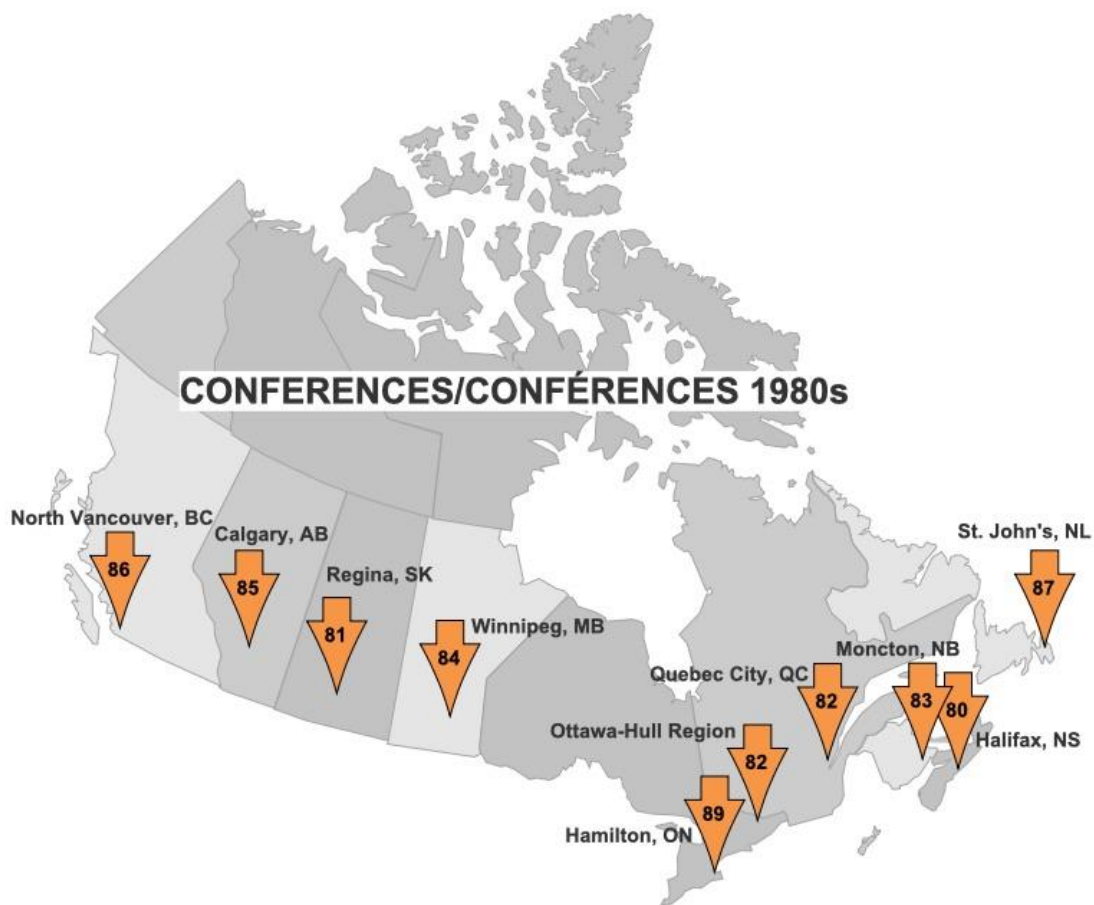 CONFERENCES/CONFÉRENCES 1980s
North Vancouver, BC
86
Calgary, AB
85
Regina, SK
81
Winnipeg, MB
84
St. John's, NL
87
Moncton, NB
83
Quebec City, QC
82
80
Halifax, NS
Ottawa-Hull Region
82
89
Hamilton, ON